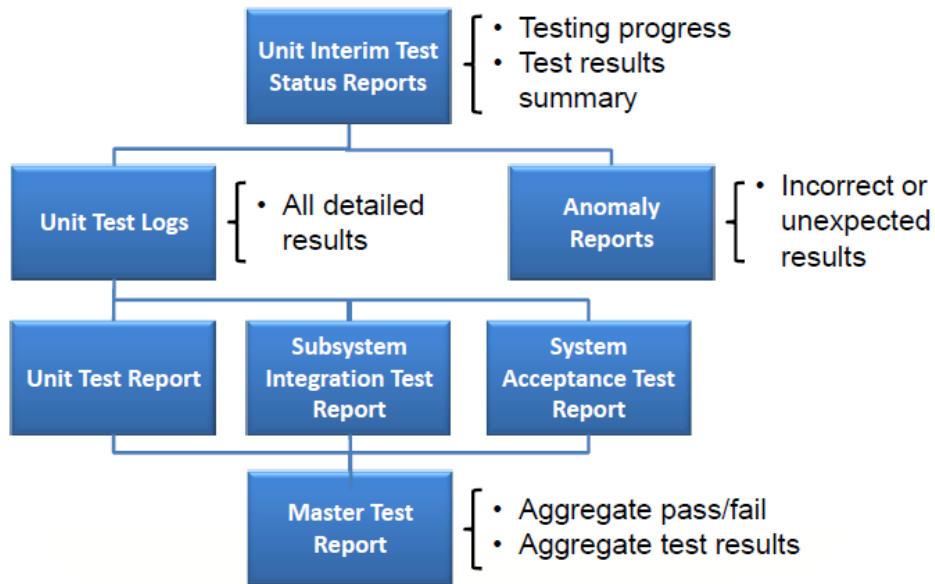 Unit Interim Test
Status Reports
• Testing progress
• Test results
summary
Unit Test Logs
• All detailed
results
Anomaly
Reports
• Incorrect or
unexpected
results
Unit Test Report
Subsystem
Integration Test
Report
System
Acceptance Test
Report
Master Test
Report
• Aggregate pass/fail
• Aggregate test results